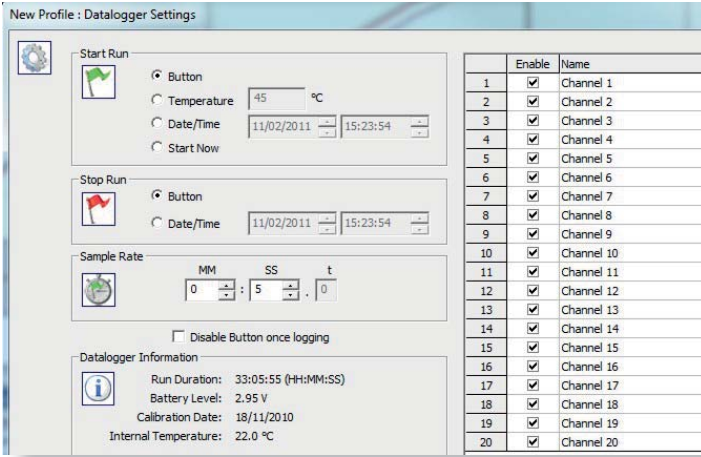 New Profile : Datalogger Settings
Start Run
Button
Temperature 45 ºC
Date/Time 11/02/2011 15:23:54
Start Now
Stop Run
Button
Date/Time 11/02/2011 15:23:54
Sample Rate
MM SS t
0 : 5 . 0
Disable Button once logging
Datalogger Information
Run Duration: 33:05:55 (HH:MM:SS)
Battery Level: 2.95 V
Calibration Date: 18/11/2010
Internal Temperature: 22.0 ºC
Enable Name
1 Channel 1
2 Channel 2
3 Channel 3
4 Channel 4
5 Channel 5
6 Channel 6
7 Channel 7
8 Channel 8
9 Channel 9
10 Channel 10
11 Channel 11
12 Channel 12
13 Channel 13
14 Channel 14
15 Channel 15
16 Channel 16
17 Channel 17
18 Channel 18
19 Channel 19
20 Channel 20